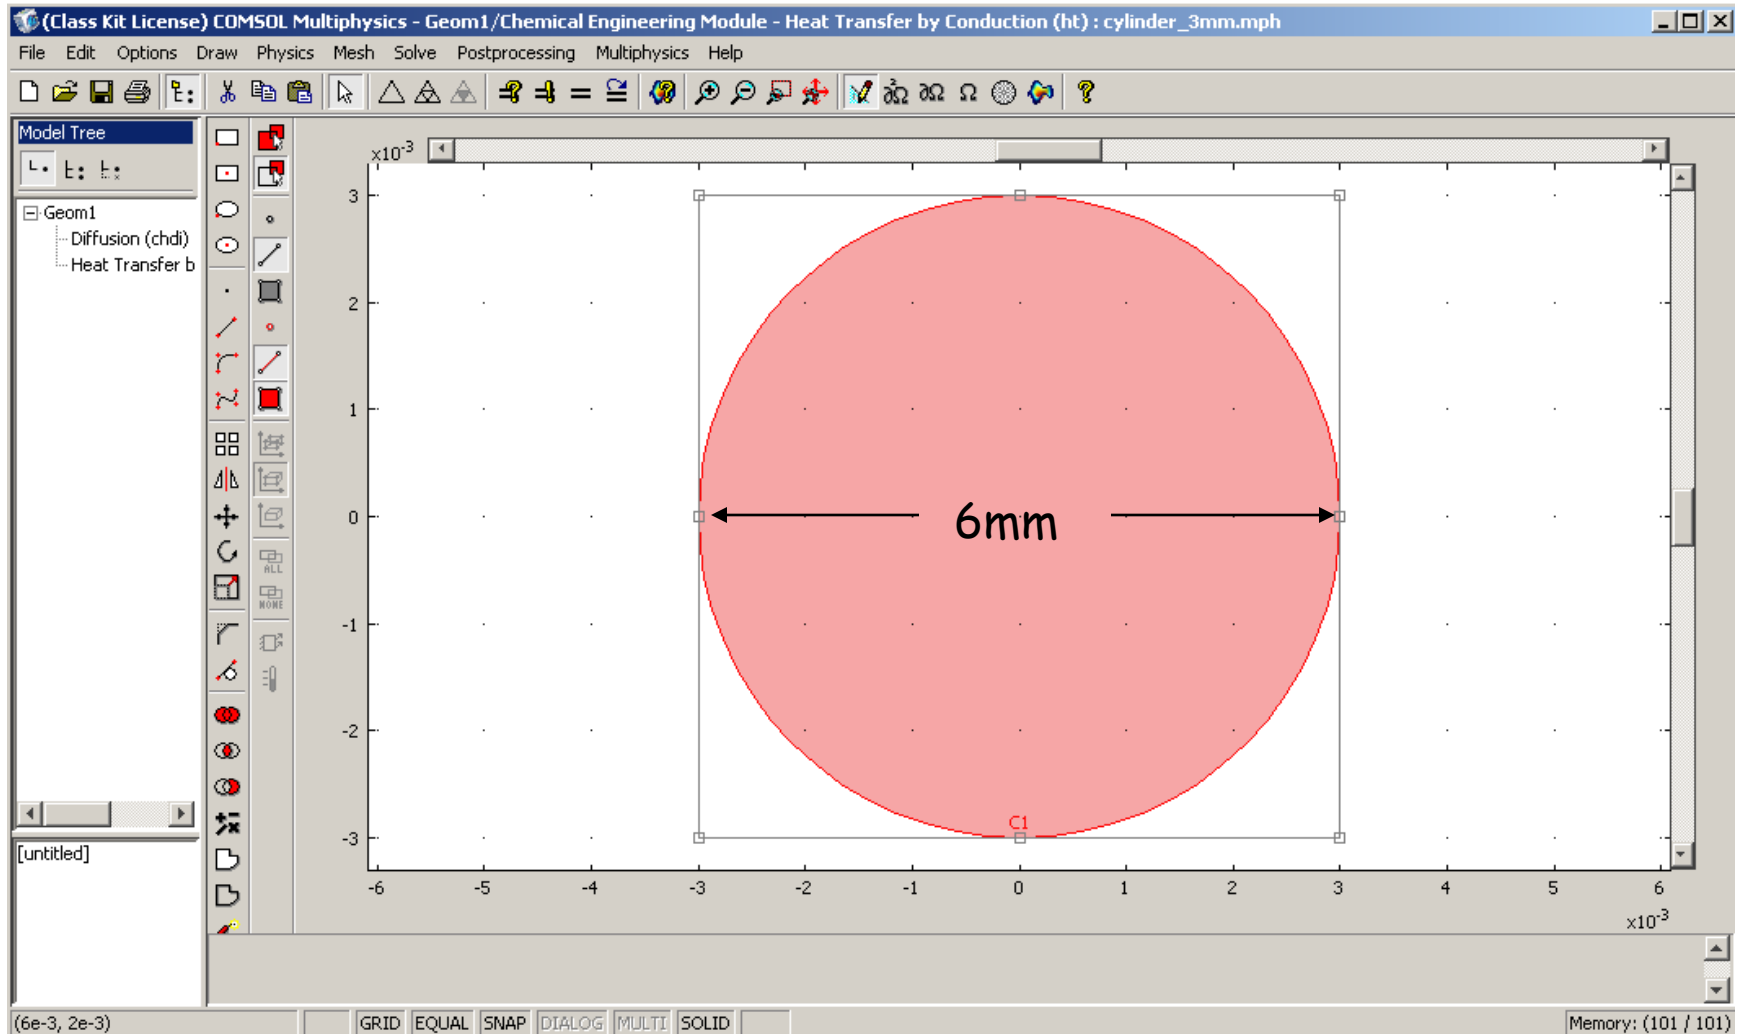 (Class Kit License) COMSOL Multiphysics - Geom1/Chemical Engineering Module - Heat Transfer by Conduction (ht) : cylinder_3mm.mph
File Edit Options Draw Physics Mesh Solve Postprocessing Multiphysics Help
Model Tree
Geom1
Diffusion (chdi)
Heat Transfer b
[untitled]
ALL
NONE
x10-3
3
2
1
0
-1
-2
-3
6mm
C1
-6 -5 -4 -3 -2 -1 0 1 2 3 4 5 6
x10-3
(6e-3, 2e-3) GRID EQUAL SNAP DIALOG MULTI SOLID Memory: (101 / 101)